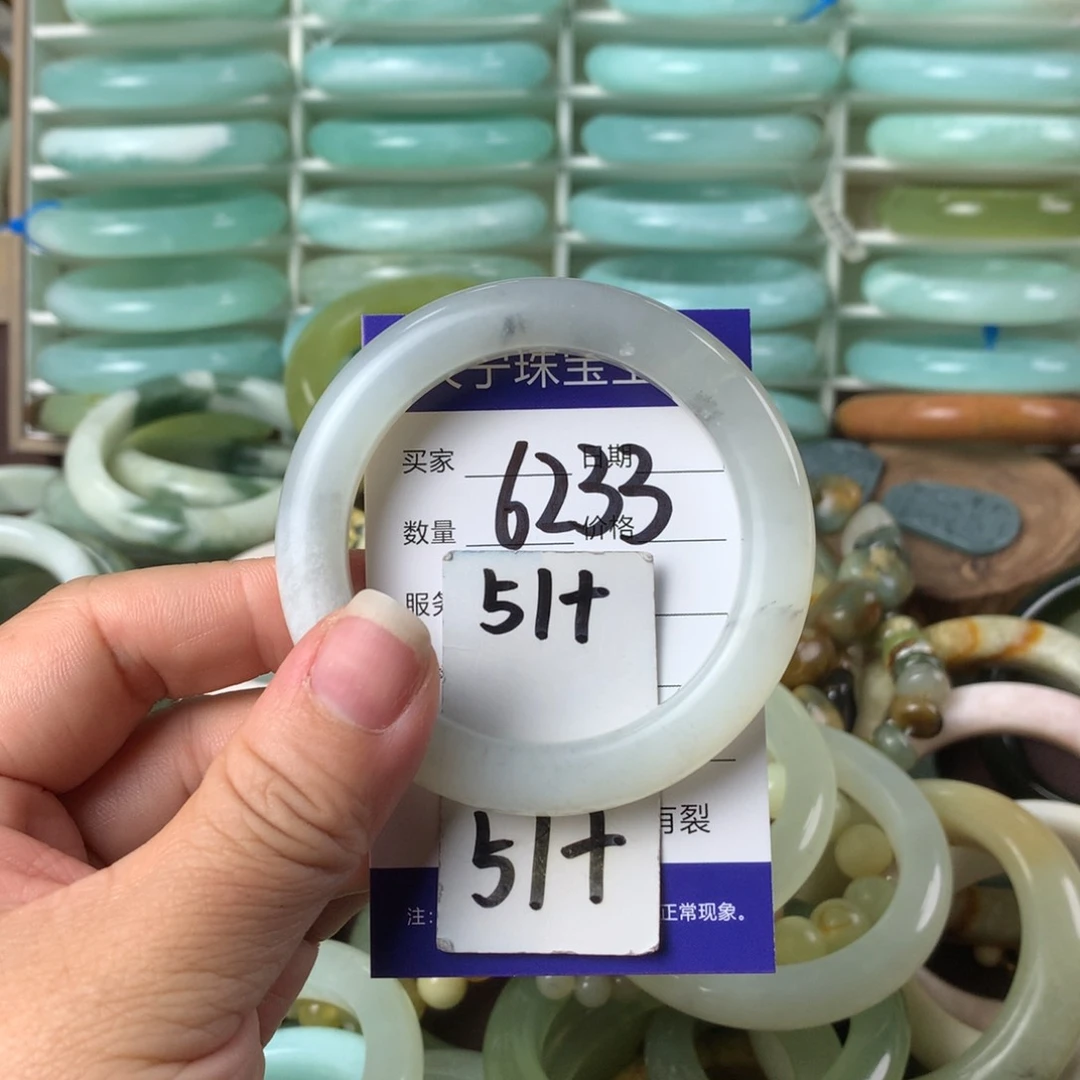 宁珠宝
买家 日期
6233
数量 价格
服务
51+
51+
有裂
注: 正常现象。